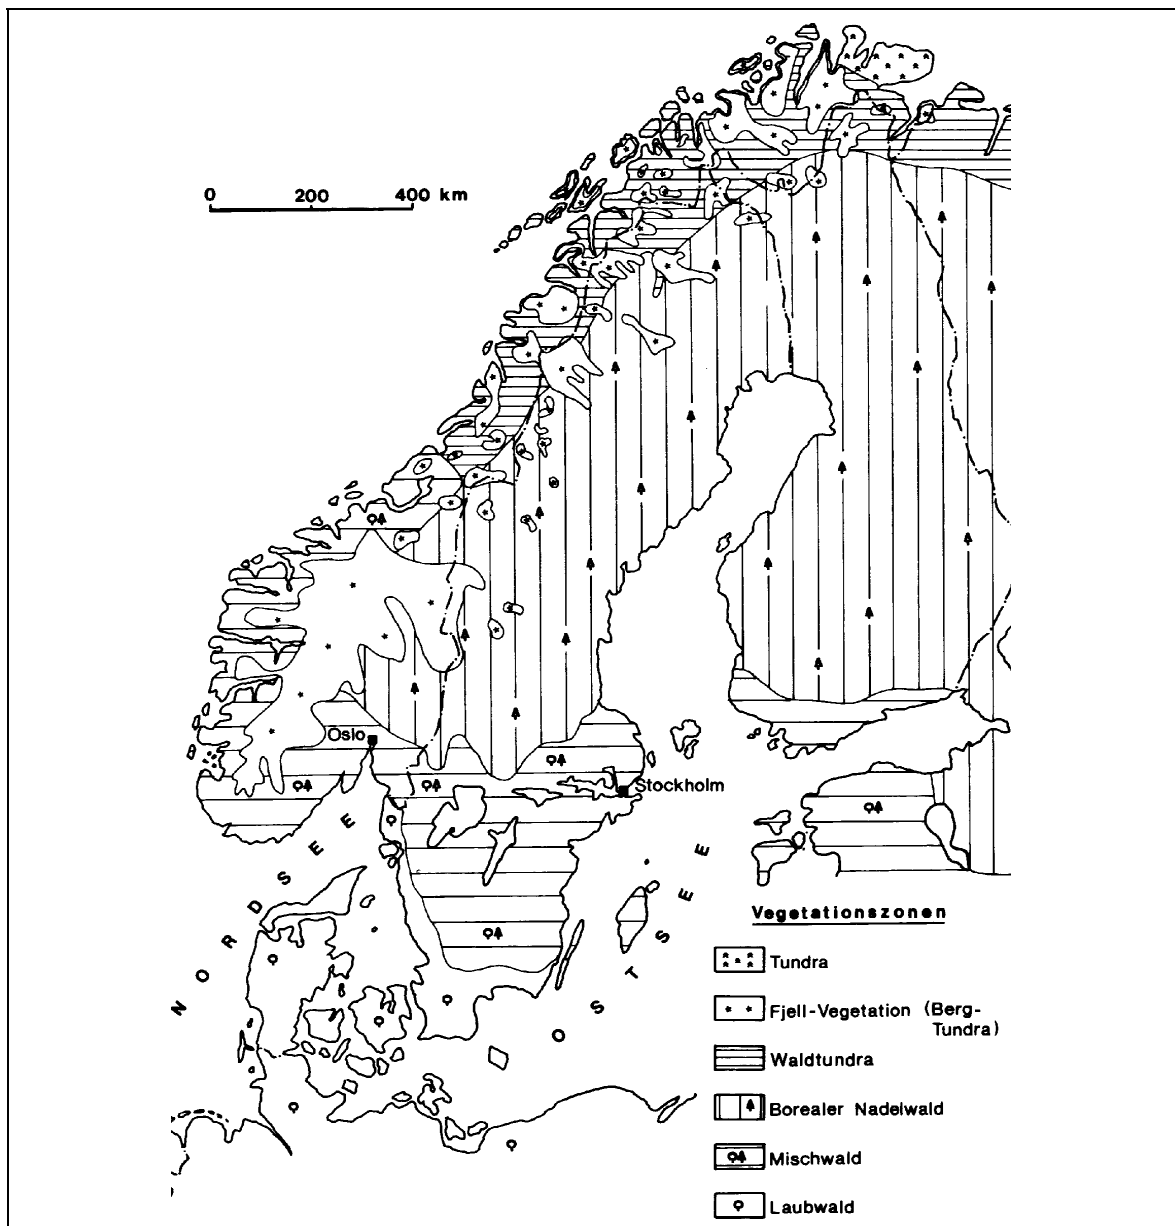 0 200 400 km
Oslo
Stockholm
NORDSEE
OSTSEE
Vegetationszonen
Tundra
Fjell-Vegetation (Berg-
Tundra)
Waldtundra
Borealer Nadelwald
Mischwald
Laubwald